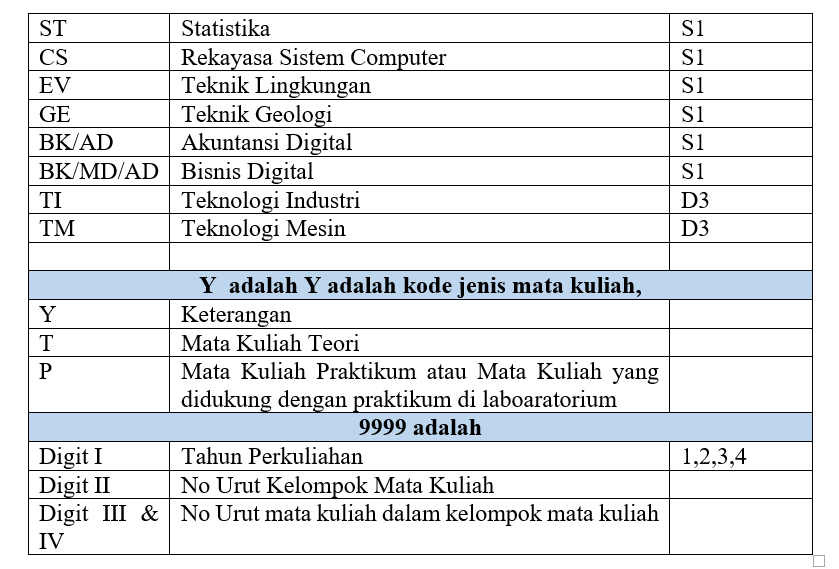 ST Statistika S1
CS Rekayasa Sistem Computer S1
EV Teknik Lingkungan S1
GE Teknik Geologi S1
BK/AD Akuntansi Digital S1
BK/MD/AD Bisnis Digital S1
TI Teknologi Industri D3
TM Teknologi Mesin D3
Y adalah Y adalah kode jenis mata kuliah,
Y Keterangan
T Mata Kuliah Teori
P Mata Kuliah Praktikum atau Mata Kuliah yang
didukung dengan praktikum di laboaratorium
9999 adalah
Digit I Tahun Perkuliahan 1,2,3,4
Digit II No Urut Kelompok Mata Kuliah
Digit III & No Urut mata kuliah dalam kelompok mata kuliah
IV